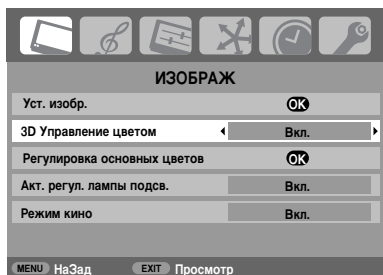 ИЗОБРАЖ
Уст. изобр. OK
3D Управление цветом Вкл.
Регулировка основных цветов OK
Акт. регул. лампы подсв. Вкл.
Режим кино Вкл.
MENU НаЗад EXIT Просмотр